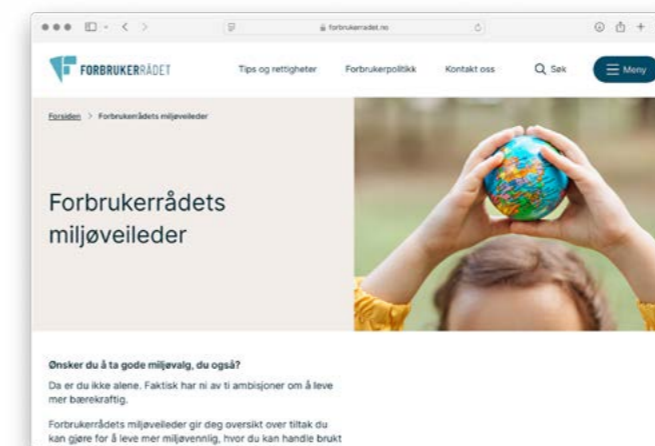 forbrukerradet.no
FORBRUKERRÅDET
Tips og rettigheter
Forbrukerpolitikk
Kontakt oss
Søk
Meny
Forsiden > Forbrukerrådets miljøveileder
Forbrukerrådets
miljøveileder
Ønsker du å ta gode miljøvalg, du også?
Da er du ikke alene. Faktisk har ni av ti ambisjoner om å leve
mer bærekraftig.
Forbrukerrådets miljøveileder gir deg oversikt over tiltak du
kan gjøre for å leve mer miljøvennlig, hvor du kan handle brukt